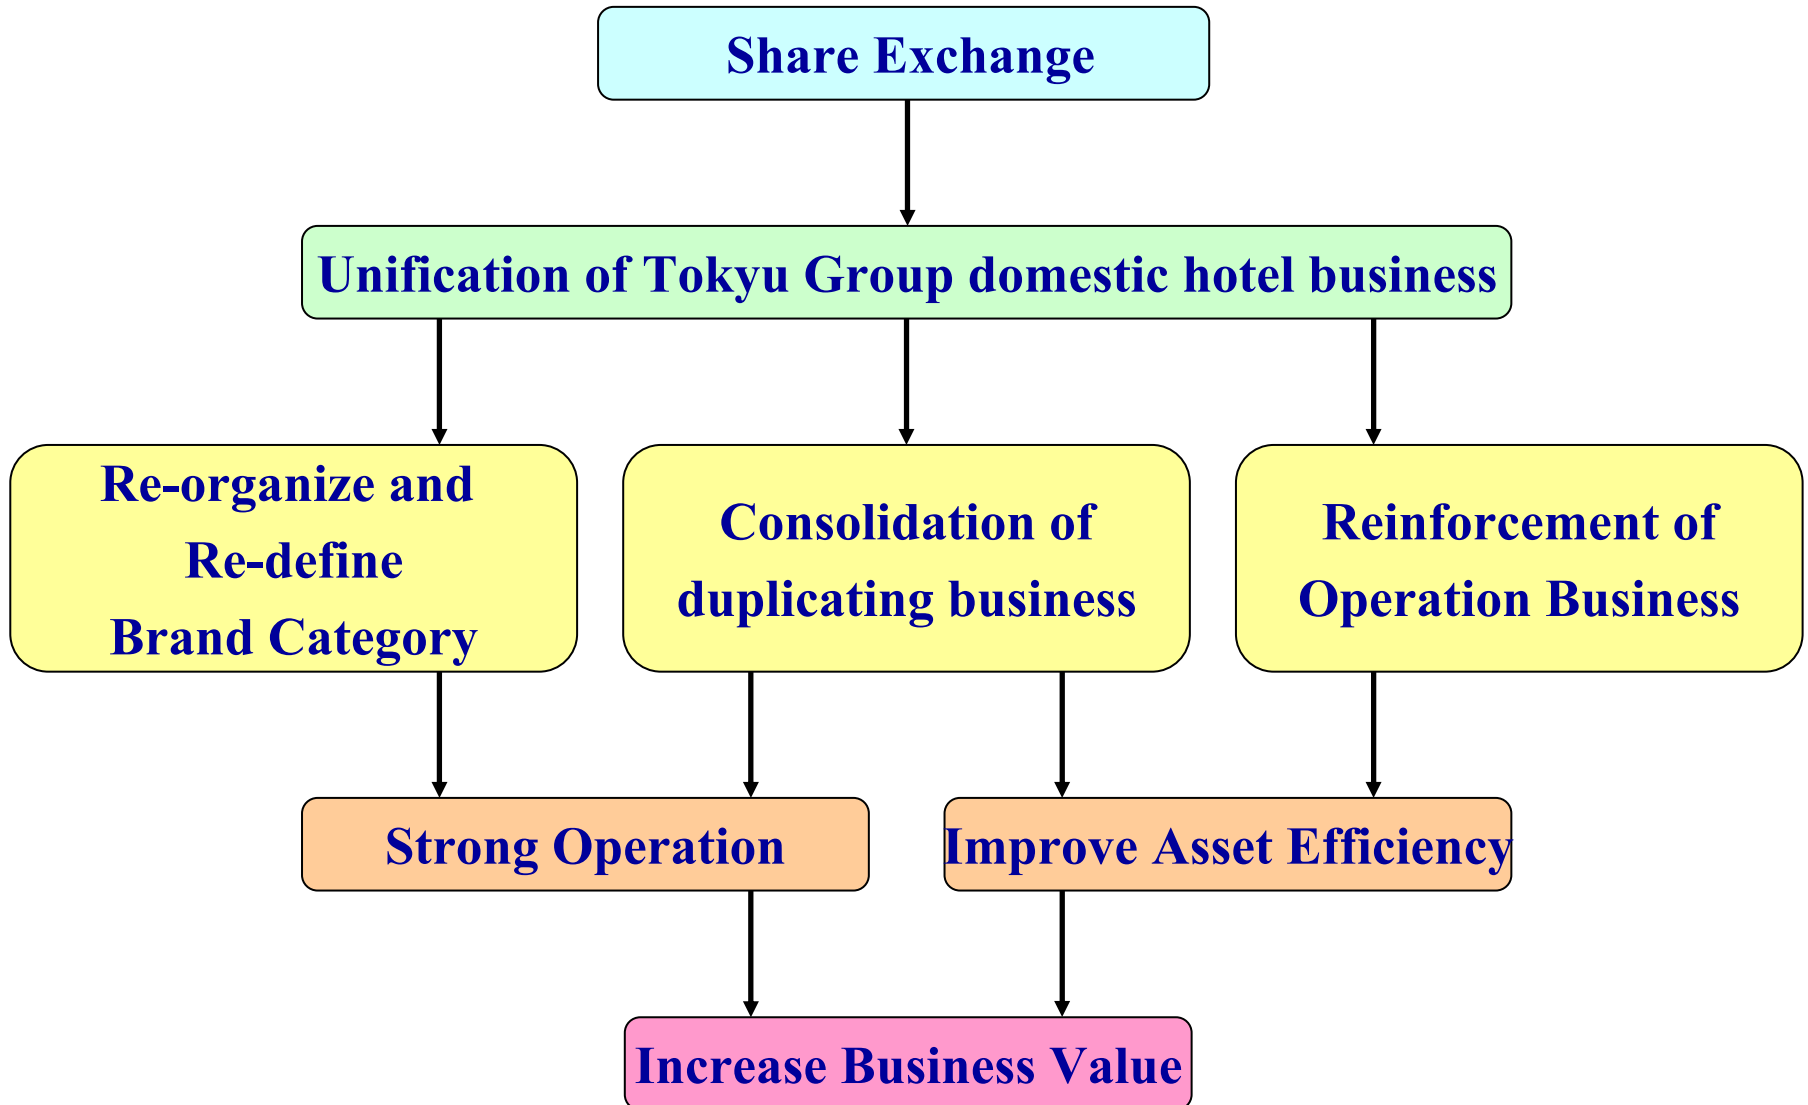 Share Exchange
Unification of Tokyu Group domestic hotel business
Re-organize and
Re-define
Brand Category
Consolidation of
duplicating business
Reinforcement of
Operation Business
Strong Operation
Improve Asset Efficiency
Increase Business Value